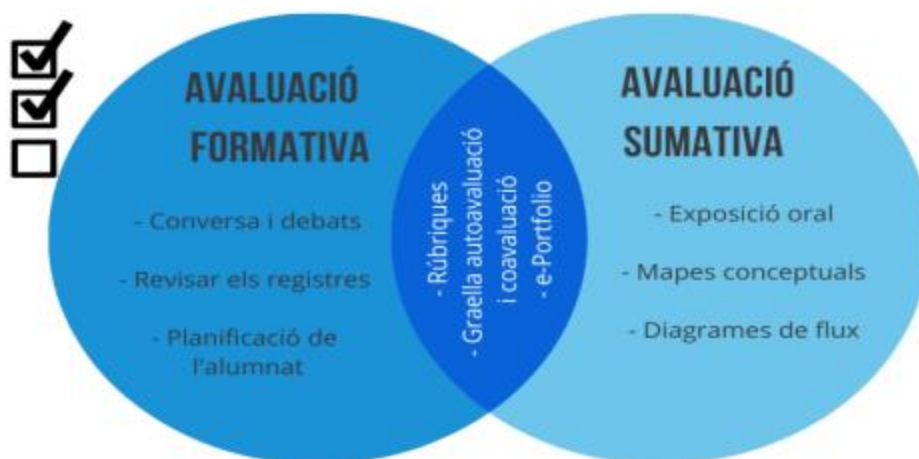 AVALUACIÓ
FORMATIVA
- Conversa i debats
- Revisar els registres
- Planificació de
l'alumnat
- Rúbriques
- Graella autoavaluació
i coavaluació
- e-Portfolio
AVALUACIÓ
SUMATIVA
- Exposició oral
- Mapes conceptuals
- Diagrames de flux